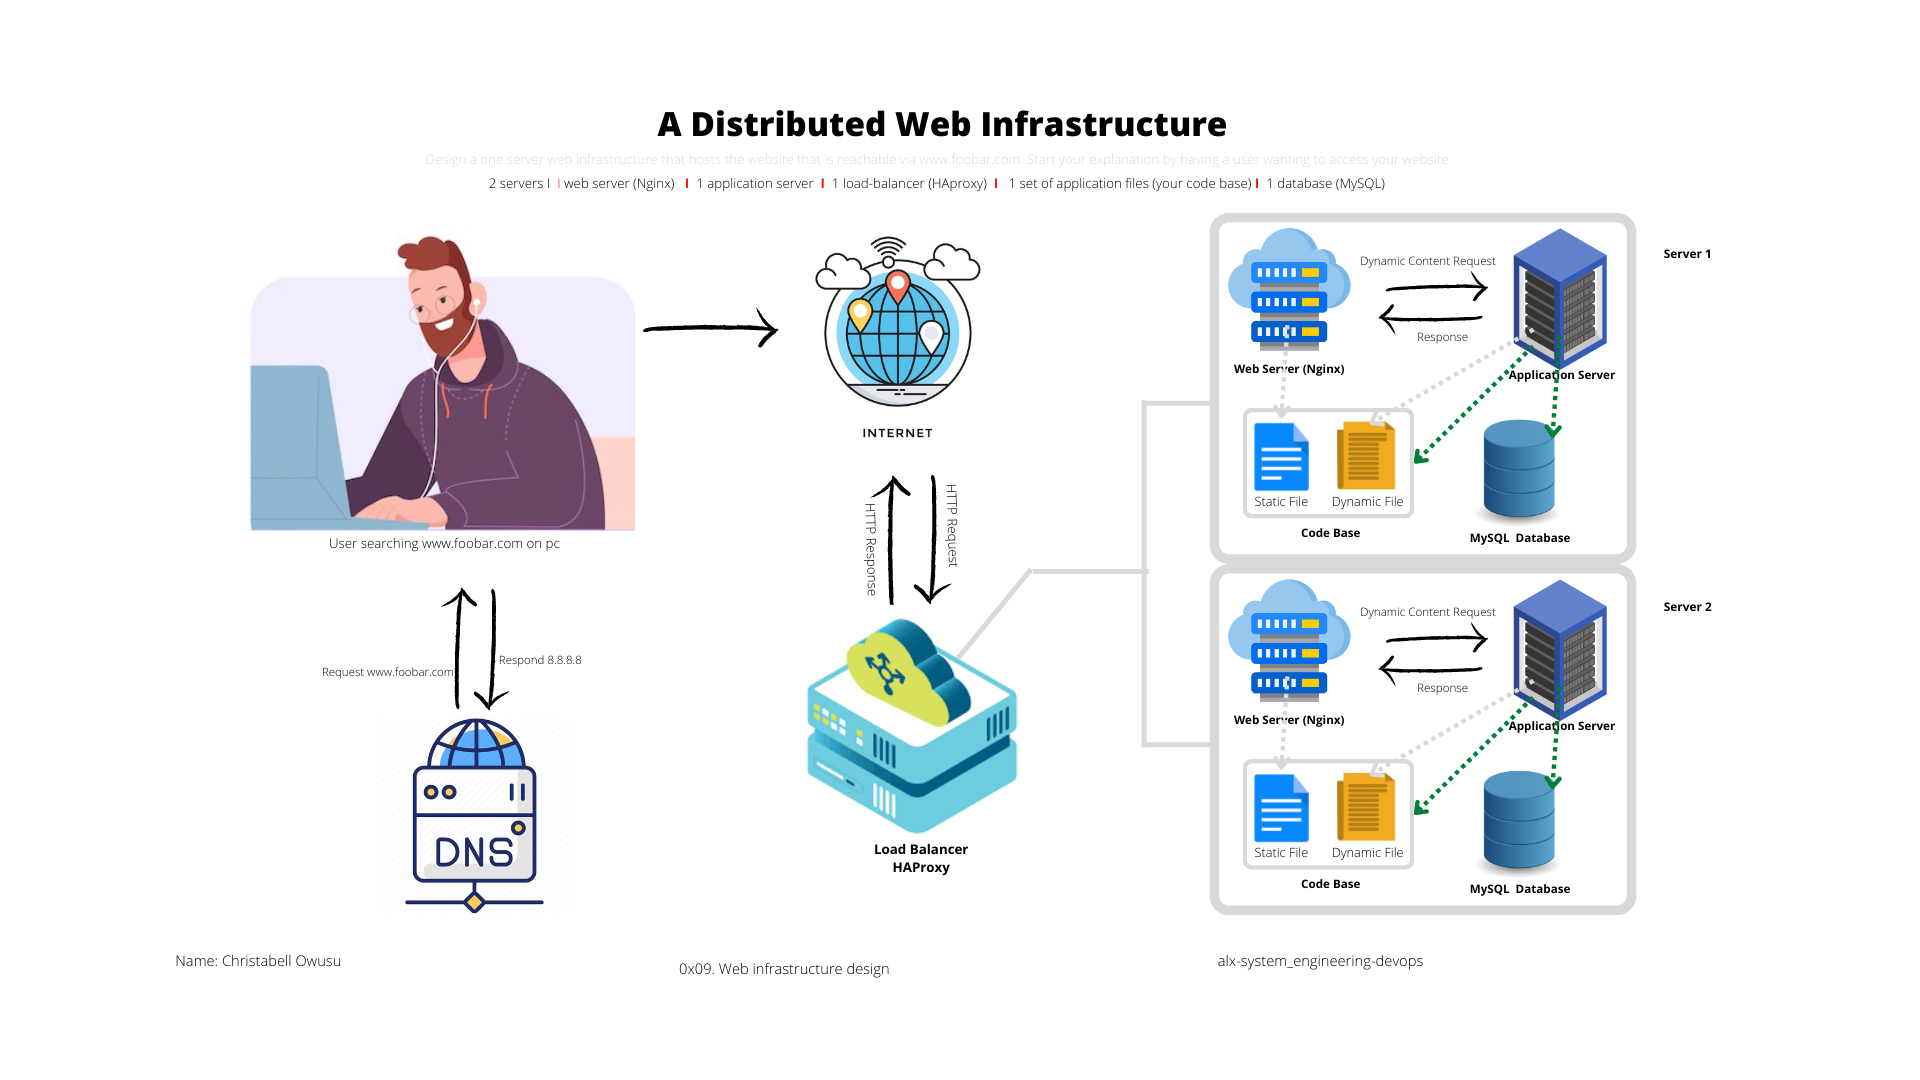 A Distributed Web Infrastructure
Design a one server web infrastructure that hosts the website that is reachable via www.foobar.com. Start your explanation by having a user wanting to access your website.
2 servers I I web server (Nginx) I 1 application server I 1 load-balancer (HAproxy) I 1 set of application files (your code base) I 1 database (MySQL)
User searching www.foobar.com on pc
Request www.foobar.com
Respond 8.8.8.8
DNS
INTERNET
HTTP Response
HTTP Request
Load Balancer
HAProxy
Server 1
Dynamic Content Request
Response
Web Server (Nginx)
Application Server
Static File
Dynamic File
Code Base
MySQL Database
Server 2
Dynamic Content Request
Response
Web Server (Nginx)
Application Server
Static File
Dynamic File
Code Base
MySQL Database
Name: Christabell Owusu
0x09. Web infrastructure design
alx-system_engineering-devops